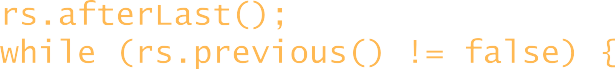 rs.afterLast();
while (rs.previous() != false) {